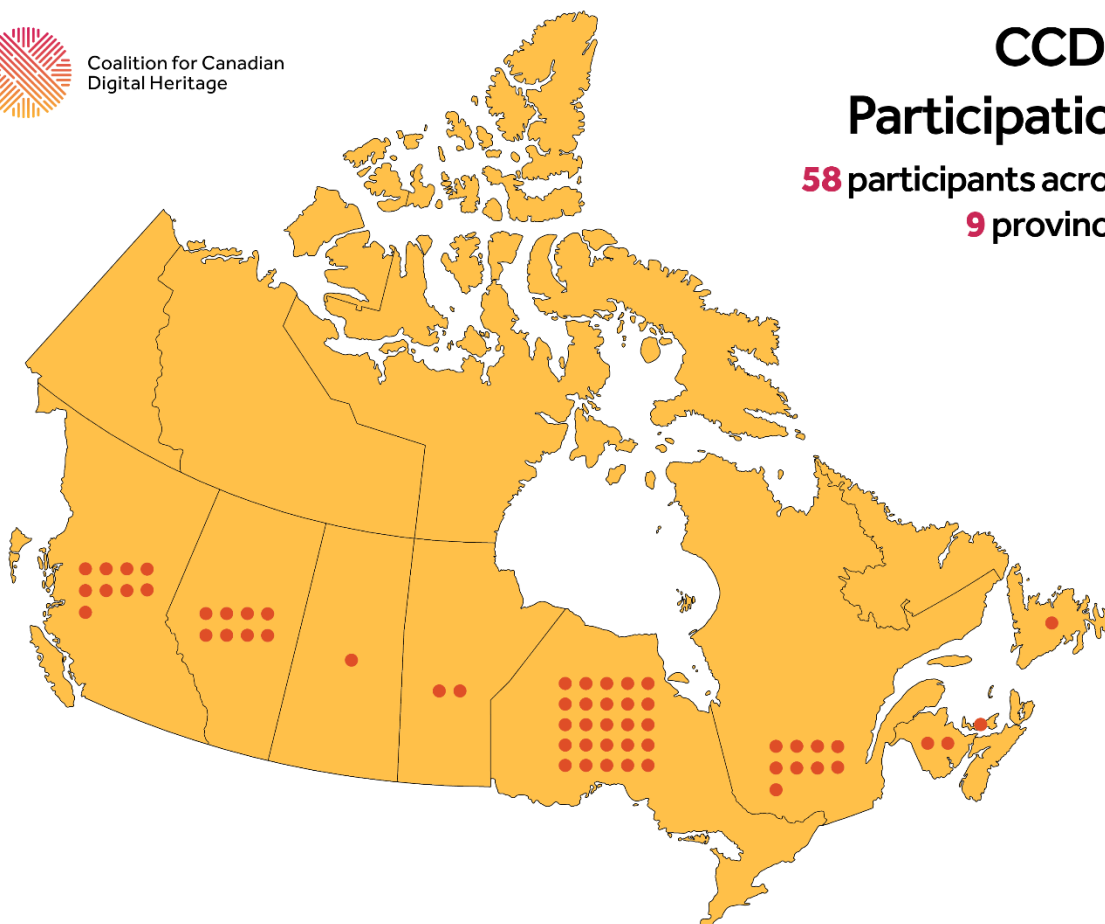 Coalition for Canadian
Digital Heritage
CCD
Participatio
58 participants acro
9 provinc